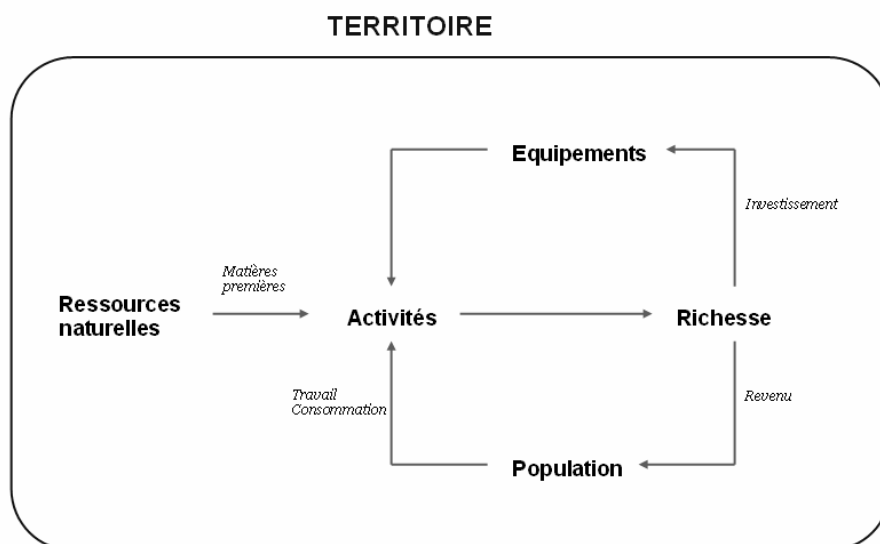 TERRITOIRE
Equipements
Investissement
Matières
premières
Ressources
naturelles
Activités
Richesse
Travail
Consommation
Revenu
Population